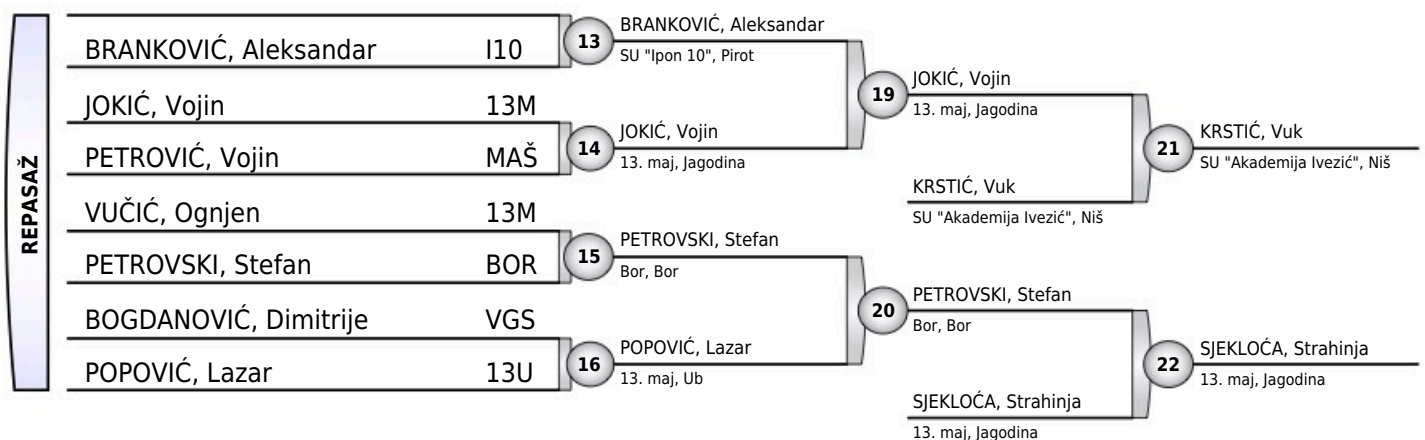 REPASAŽ
BRANKOVIĆ, Aleksandar I10
JOKIĆ, Vojin 13M
PETROVIĆ, Vojin MAŠ
VUČIĆ, Ognjen 13M
PETROVSKI, Stefan BOR
BOGDANOVIĆ, Dimitrije VGS
POPOVIĆ, Lazar 13U
13
BRANKOVIĆ, Aleksandar
SU "Ipon 10", Pirot
14
JOKIĆ, Vojin
13. maj, Jagodina
15
PETROVSKI, Stefan
Bor, Bor
16
POPOVIĆ, Lazar
13. maj, Ub
19
JOKIĆ, Vojin
13. maj, Jagodina
KRSTIĆ, Vuk
SU "Akademija Ivezić", Niš
20
PETROVSKI, Stefan
Bor, Bor
SJEKLOĆA, Strahinja
13. maj, Jagodina
21
KRSTIĆ, Vuk
SU "Akademija Ivezić", Niš
22
SJEKLOĆA, Strahinja
13. maj, Jagodina